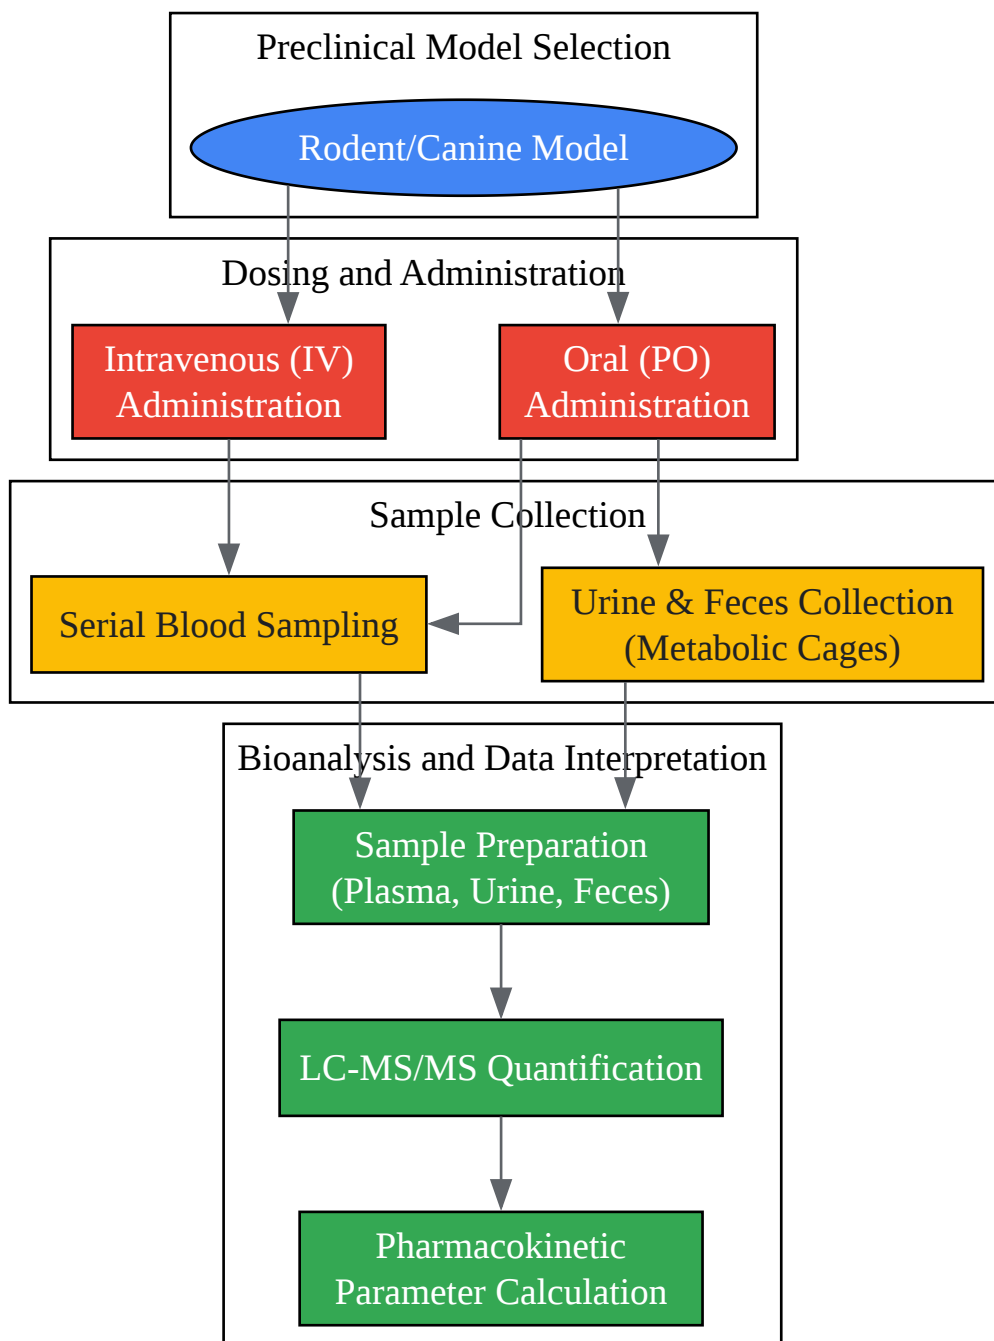 Preclinical Model Selection
Rodent/Canine Model
Dosing and Administration
Intravenous (IV)
Administration
Oral (PO)
Administration
Sample Collection
Serial Blood Sampling
Urine & Feces Collection
(Metabolic Cages)
Bioanalysis and Data Interpretation
Sample Preparation
(Plasma, Urine, Feces)
LC-MS/MS Quantification
Pharmacokinetic
Parameter Calculation